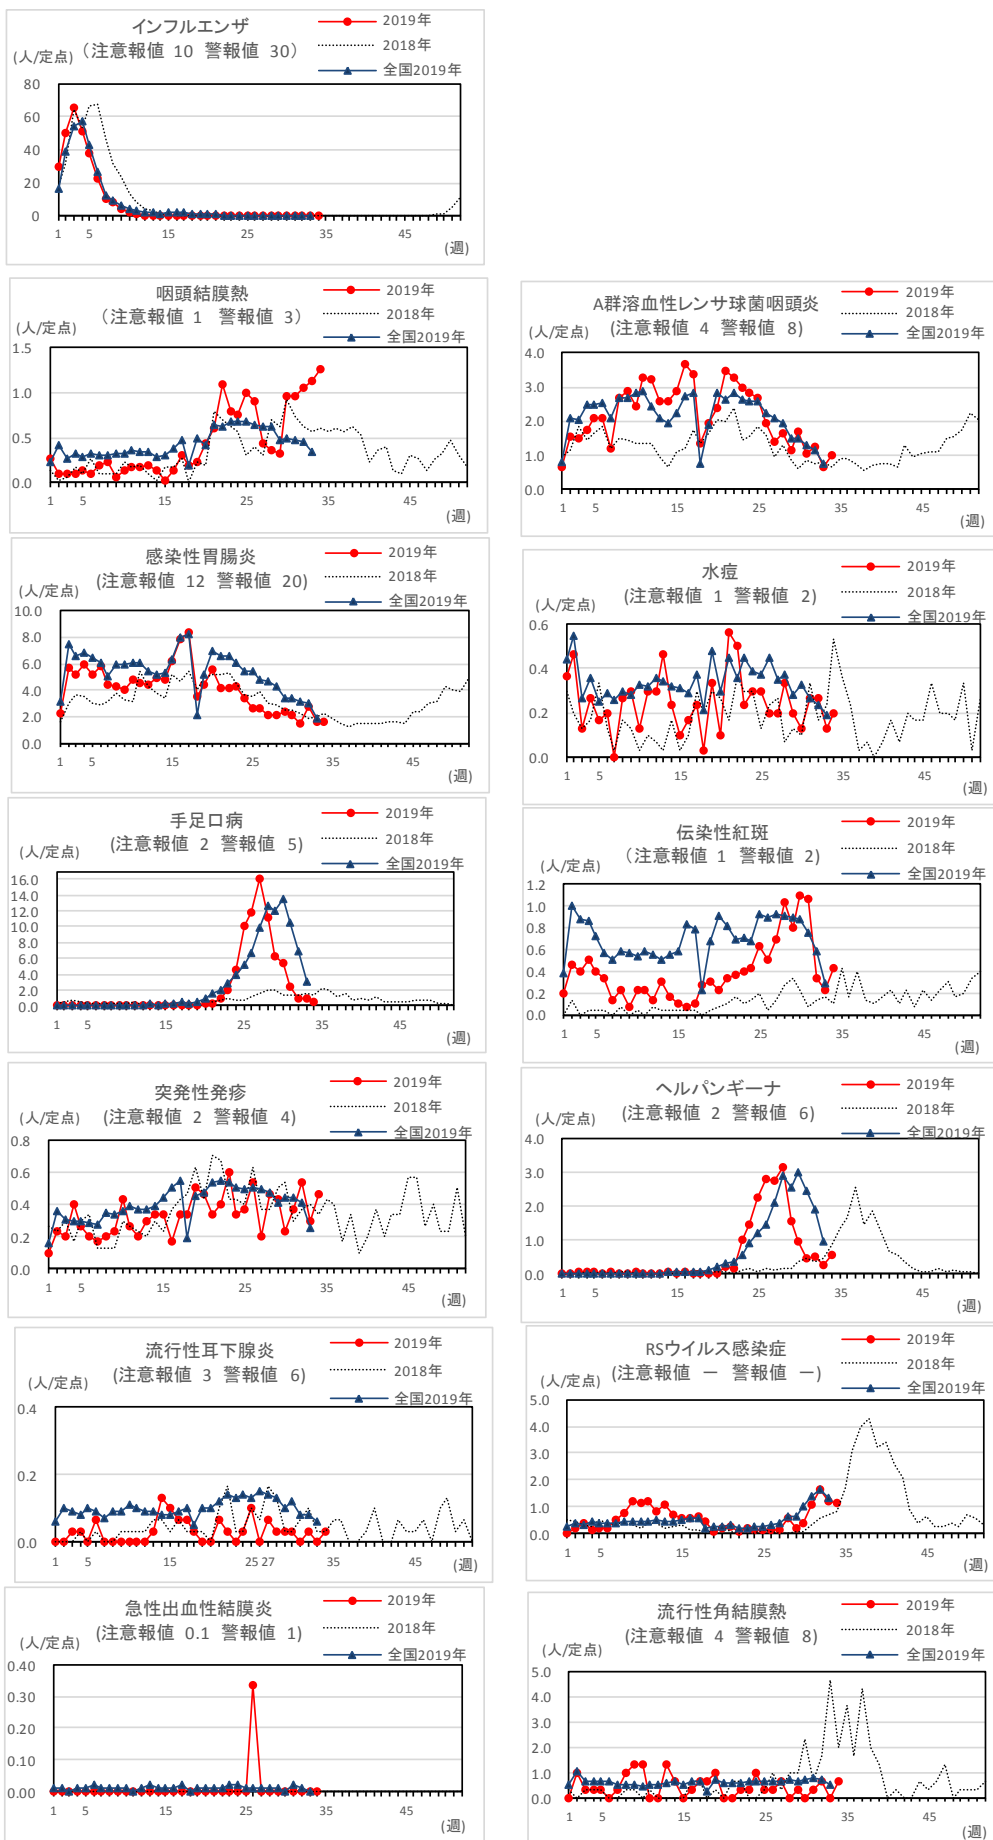 インフルエンザ
(注意報値 10 警報値 30)
(人/定点)
2019年
2018年
全国2019年
80
60
40
20
0
1 5 15 25 35 45
(週)
咽頭結膜熱
(注意報値 1 警報値 3)
(人/定点)
2019年
2018年
全国2019年
1.5
1.0
0.5
0.0
1 5 15 25 35 45
(週)
A群溶血性レンサ球菌咽頭炎
(注意報値 4 警報値 8)
(人/定点)
2019年
2018年
全国2019年
4.0
3.0
2.0
1.0
0.0
1 5 15 25 35 45
(週)
感染性胃腸炎
(注意報値 12 警報値 20)
(人/定点)
2019年
2018年
全国2019年
10.0
8.0
6.0
4.0
2.0
0.0
1 5 15 25 35 45
(週)
水痘
(注意報値 1 警報値 2)
(人/定点)
2019年
2018年
全国2019年
0.6
0.4
0.2
0.0
1 5 15 25 35 45
(週)
手足口病
(注意報値 2 警報値 5)
(人/定点)
2019年
2018年
全国2019年
16.0
14.0
12.0
10.0
8.0
6.0
4.0
2.0
0.0
1 5 15 25 35 45
(週)
伝染性紅斑
(注意報値 1 警報値 2)
(人/定点)
2019年
2018年
全国2019年
1.2
1.0
0.8
0.6
0.4
0.2
0.0
1 5 15 25 35 45
(週)
突発性発疹
(注意報値 2 警報値 4)
(人/定点)
2019年
2018年
全国2019年
0.8
0.6
0.4
0.2
0.0
1 5 15 25 35 45
(週)
ヘルパンギーナ
(注意報値 2 警報値 6)
(人/定点)
2019年
2018年
全国2019年
4.0
3.0
2.0
1.0
0.0
1 5 15 25 35 45
(週)
流行性耳下腺炎
(注意報値 3 警報値 6)
(人/定点)
2019年
2018年
全国2019年
0.4
0.2
0.0
1 5 15 25 27 35 45
(週)
RSウイルス感染症
(注意報値 ー 警報値 ー)
(人/定点)
2019年
2018年
全国2019年
5.0
4.0
3.0
2.0
1.0
0.0
1 5 15 25 35 45
(週)
急性出血性結膜炎
(注意報値 0.1 警報値 1)
(人/定点)
2019年
2018年
全国2019年
0.40
0.30
0.20
0.10
0.00
1 5 15 25 35 45
(週)
流行性角結膜熱
(注意報値 4 警報値 8)
(人/定点)
2019年
2018年
全国2019年
5.0
4.0
3.0
2.0
1.0
0.0
1 5 15 25 35 45
(週)